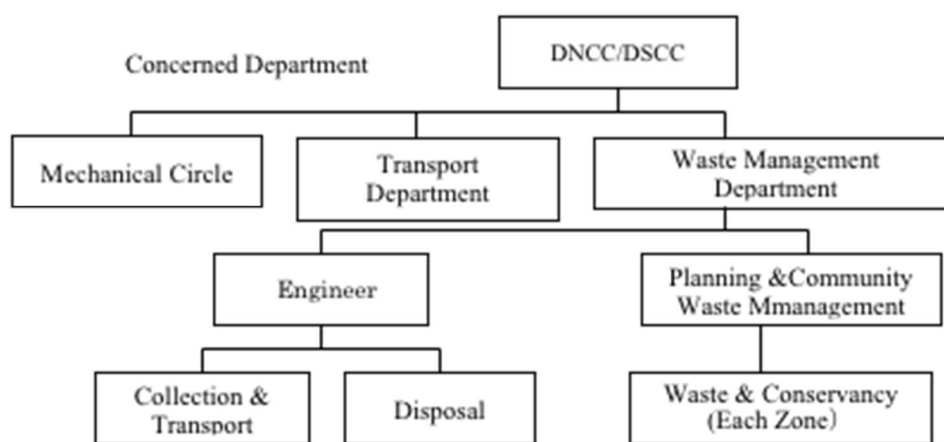 DNCC/DSCC
Concerned Department
Mechanical Circle
Transport
Department
Waste Management
Department
Engineer
Planning &Community
Waste Mmanagement
Collection &
Transport
Disposal
Waste & Conservancy
(Each Zone)